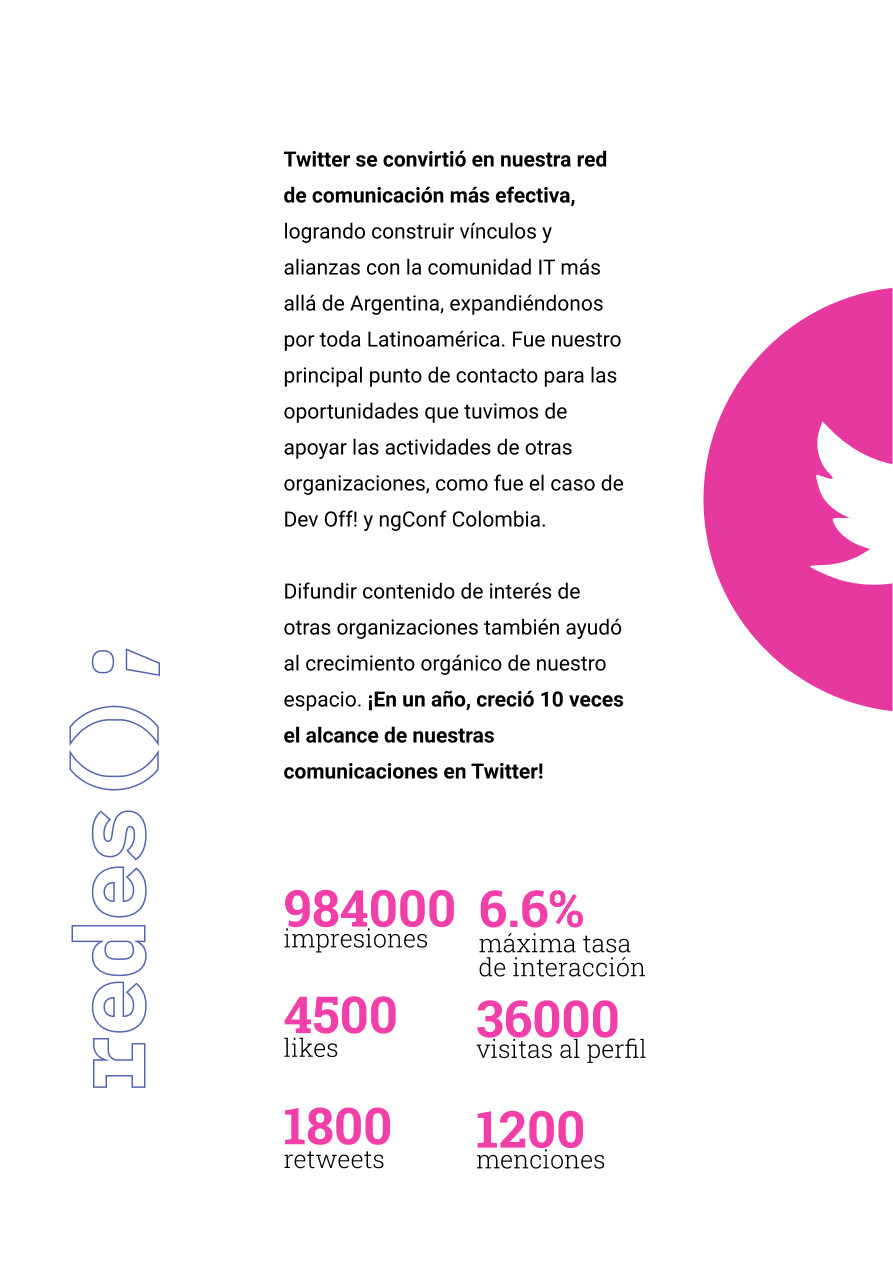 Twitter se convirtió en nuestra red
de comunicación más efectiva,
logrando construir vínculos y
alianzas con la comunidad IT más
allá de Argentina, expandiéndonos
por toda Latinoamérica. Fue nuestro
principal punto de contacto para las
oportunidades que tuvimos de
apoyar las actividades de otras
organizaciones, como fue el caso de
Dev Off! y ngConf Colombia.
Difundir contenido de interés de
otras organizaciones también ayudó
al crecimiento orgánico de nuestro
espacio. ¡En un año, creció 10 veces
el alcance de nuestras
comunicaciones en Twitter!
redes();
984000
impresiones
6.6%
máxima tasa
de interacción
4500
likes
36000
visitas al perfil
1800
retweets
1200
menciones